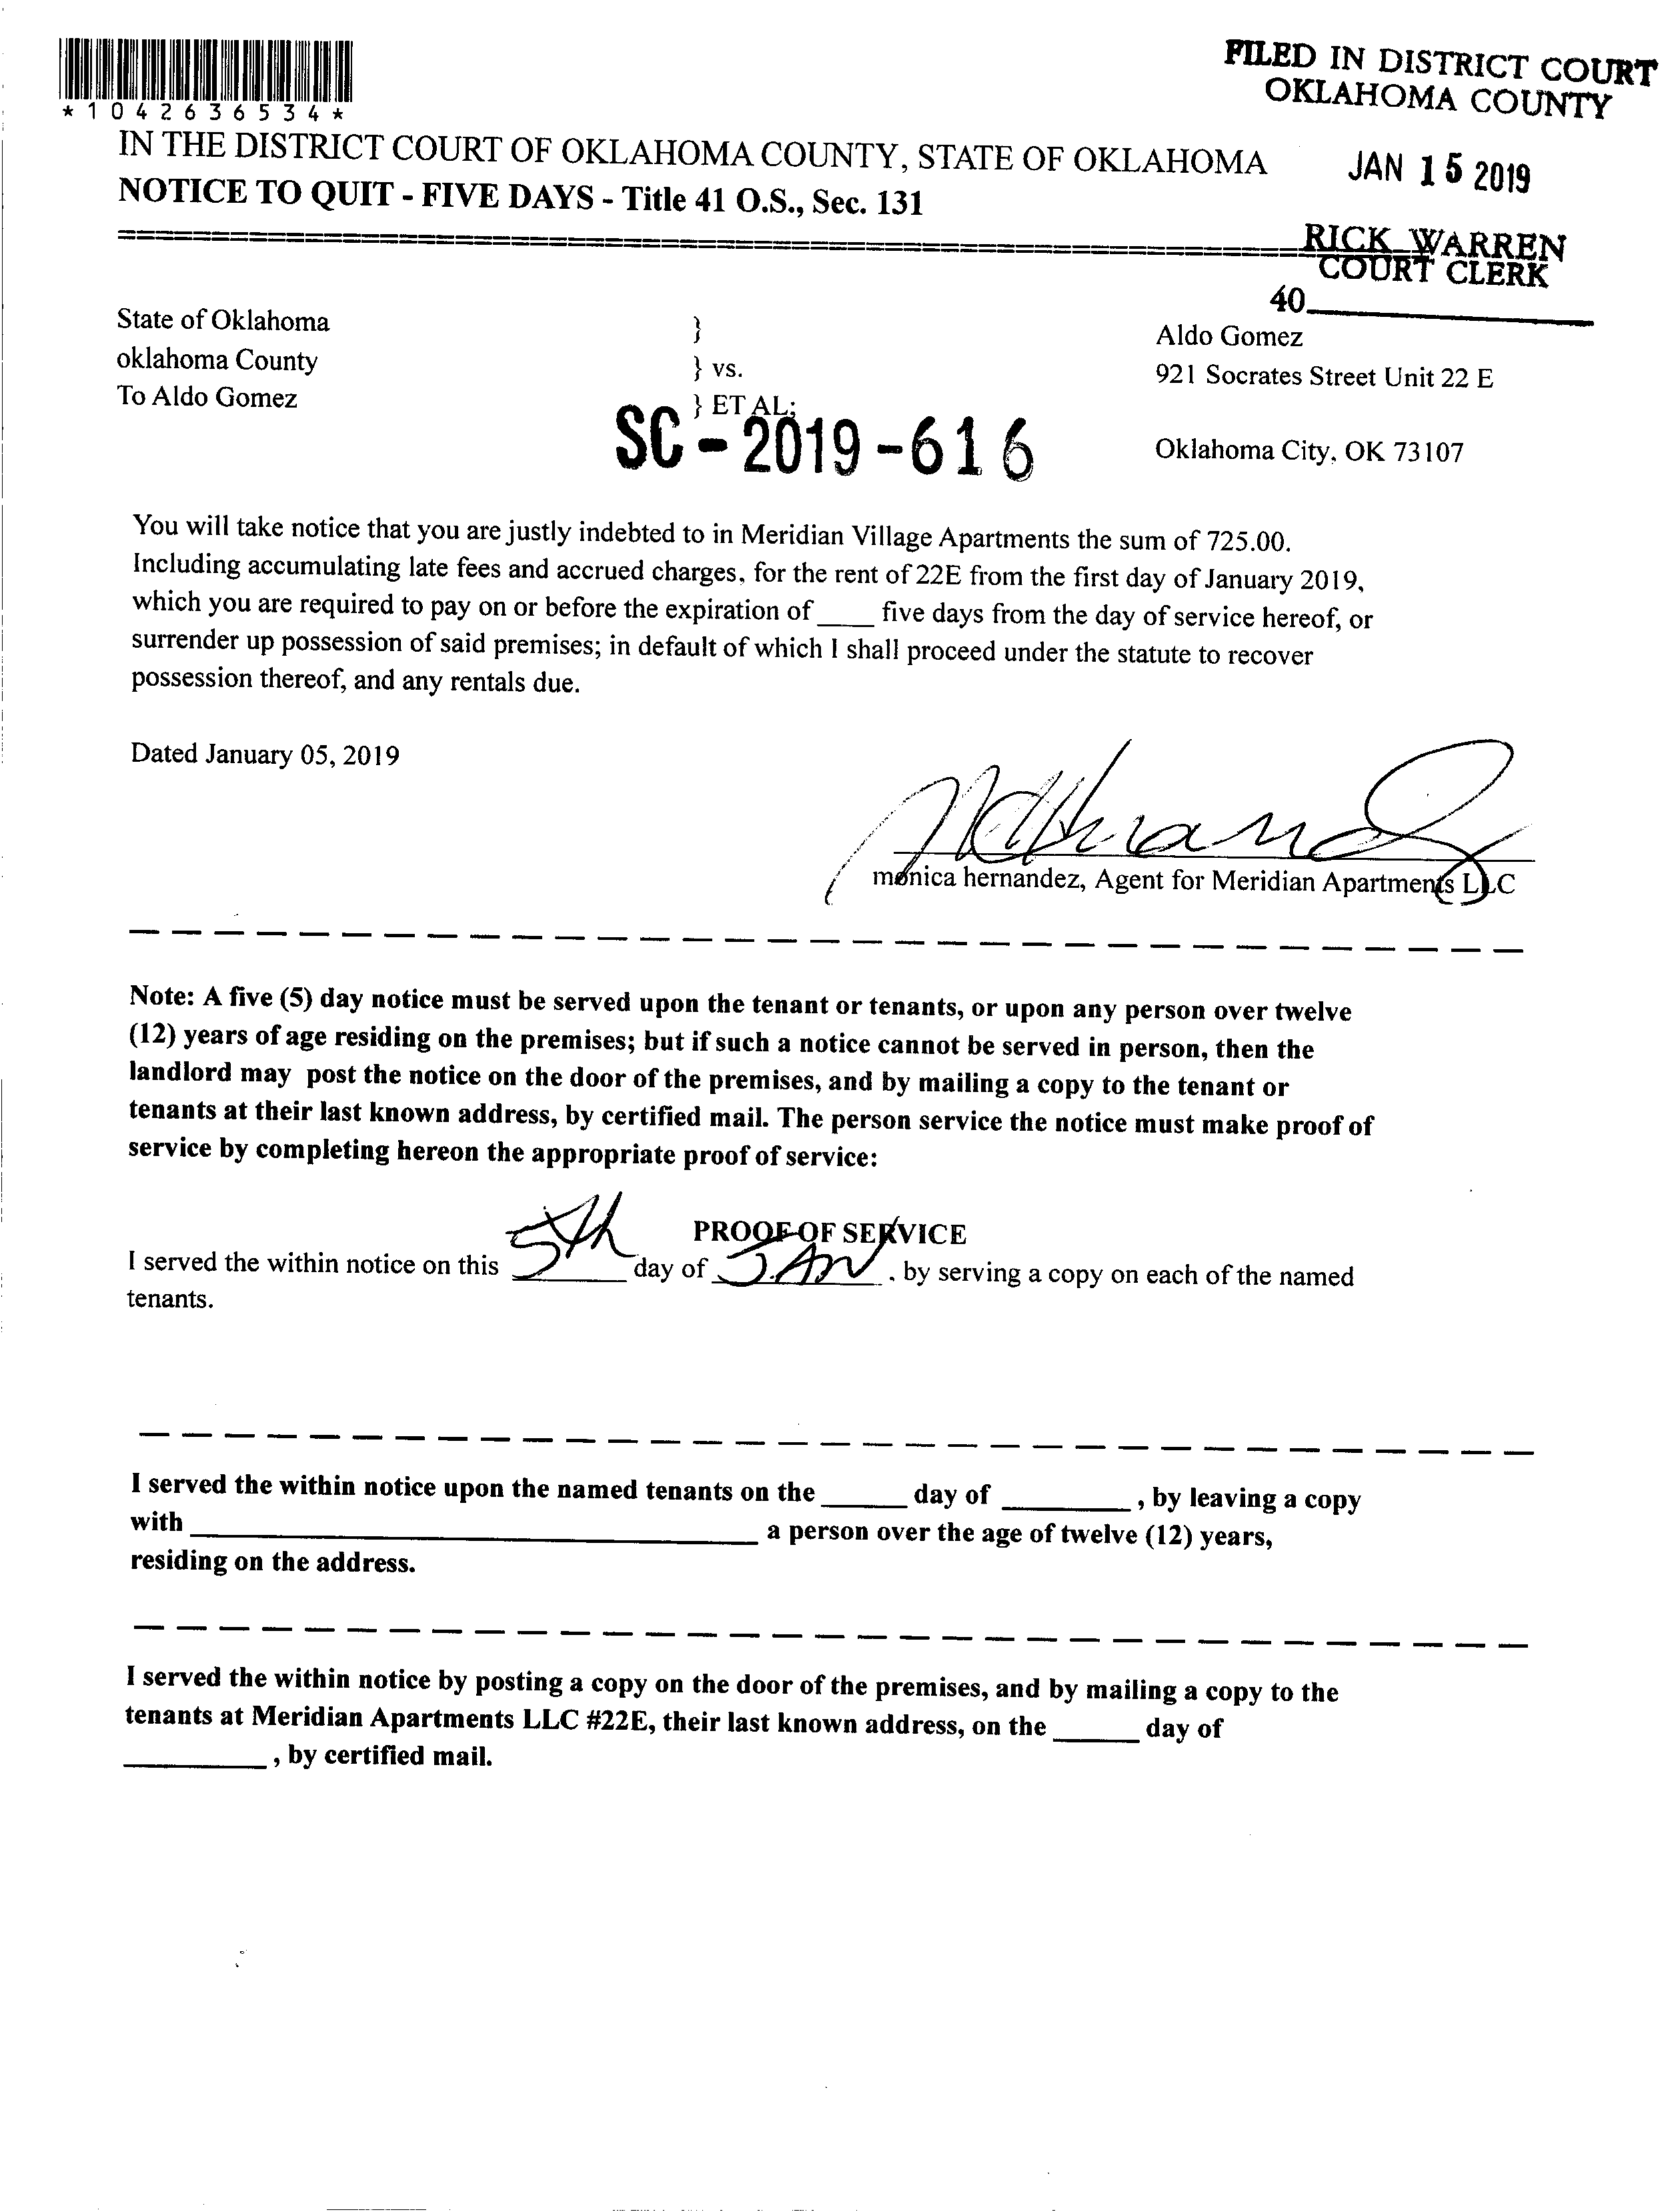 FILED IN DISTRICT COURT
OKLAHOMA COUNTY
*1042636534*
IN THE DISTRICT COURT OF OKLAHOMA COUNTY, STATE OF OKLAHOMA
JAN 15 2019
NOTICE TO QUIT - FIVE DAYS - Title 41 O.S., Sec. 131
RICK WARREN
COURT CLERK
40
State of Oklahoma } Aldo Gomez
oklahoma County } vs. 921 Socrates Street Unit 22 E
To Aldo Gomez } ET AL;
SC-2019-616
Oklahoma City, OK 73107
You will take notice that you are justly indebted to in Meridian Village Apartments the sum of 725.00.
Including accumulating late fees and accrued charges, for the rent of 22E from the first day of January 2019,
which you are required to pay on or before the expiration of ____ five days from the day of service hereof, or
surrender up possession of said premises; in default of which I shall proceed under the statute to recover
possession thereof, and any rentals due.
Dated January 05, 2019
monica hernandez, Agent for Meridian Apartments LLC
Note: A five (5) day notice must be served upon the tenant or tenants, or upon any person over twelve
(12) years of age residing on the premises; but if such a notice cannot be served in person, then the
landlord may post the notice on the door of the premises, and by mailing a copy to the tenant or
tenants at their last known address, by certified mail. The person service the notice must make proof of
service by completing hereon the appropriate proof of service:
PROOF OF SERVICE
I served the within notice on this 5th day of JAN, by serving a copy on each of the named
tenants.
I served the within notice upon the named tenants on the ______ day of _________, by leaving a copy
with ________________________________________ a person over the age of twelve (12) years,
residing on the address.
I served the within notice by posting a copy on the door of the premises, and by mailing a copy to the
tenants at Meridian Apartments LLC #22E, their last known address, on the ______ day of
__________, by certified mail.